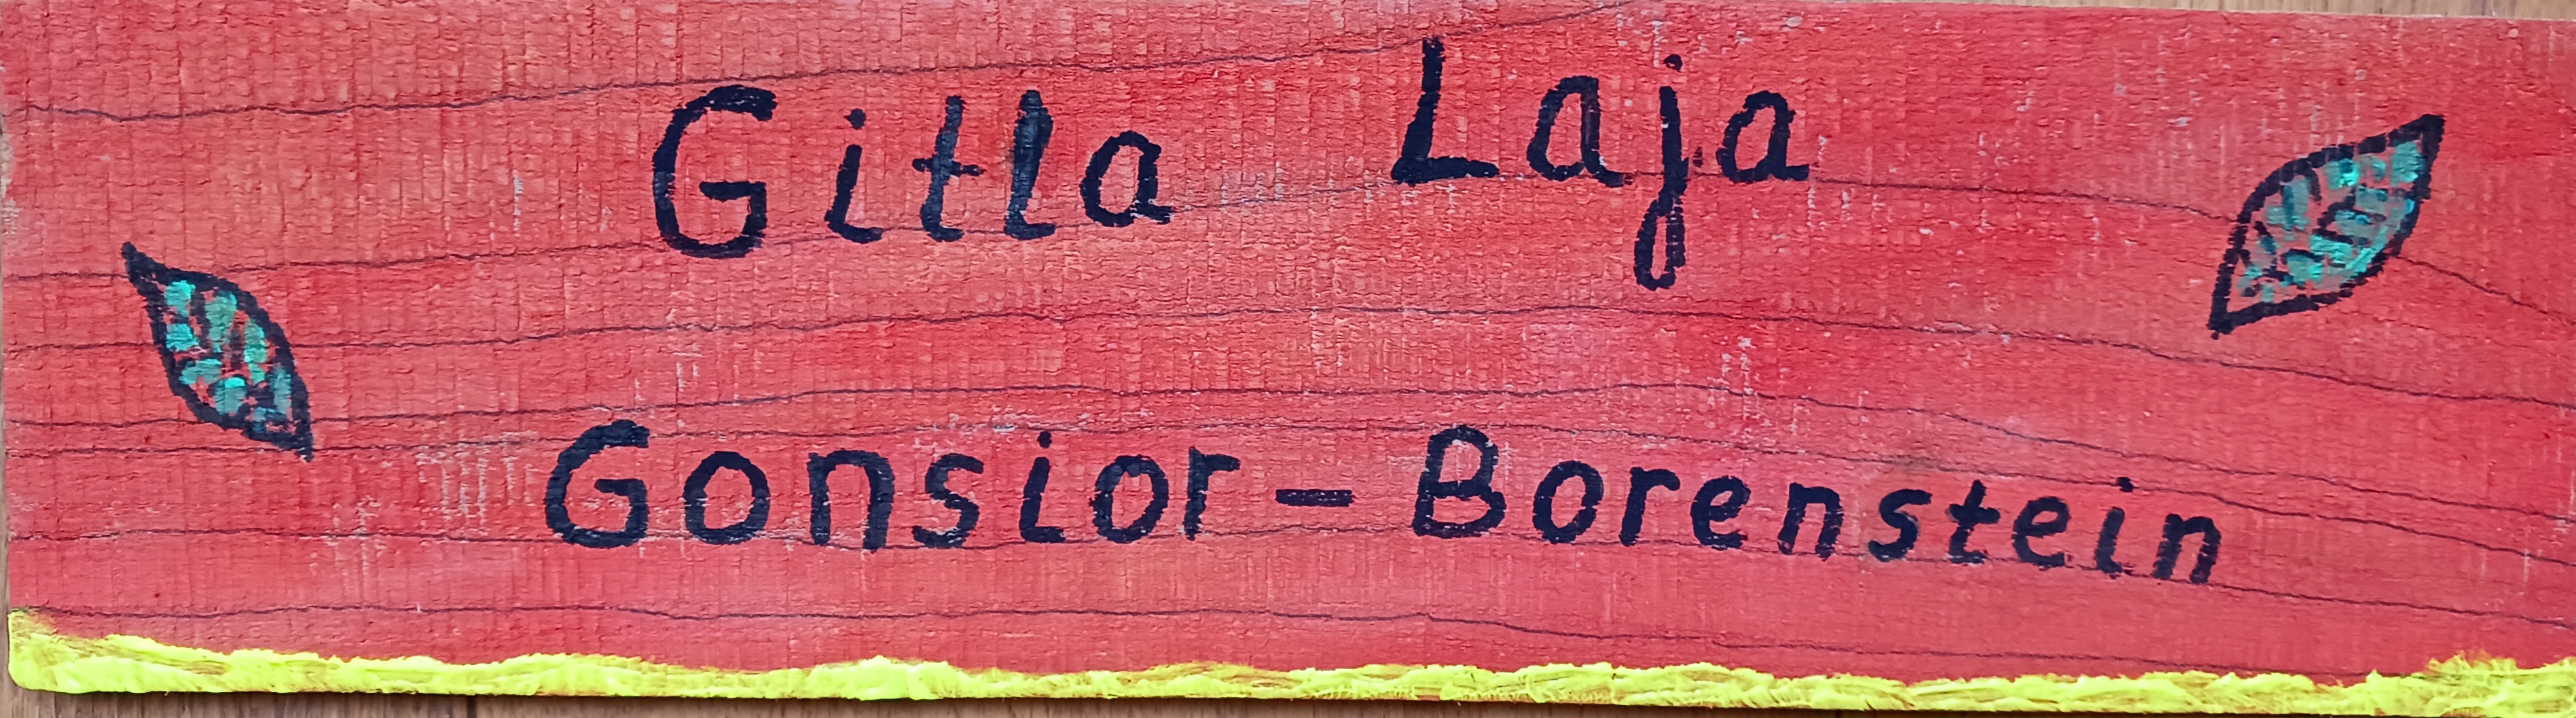 Gitla Laja
Gonsior - Borenstein